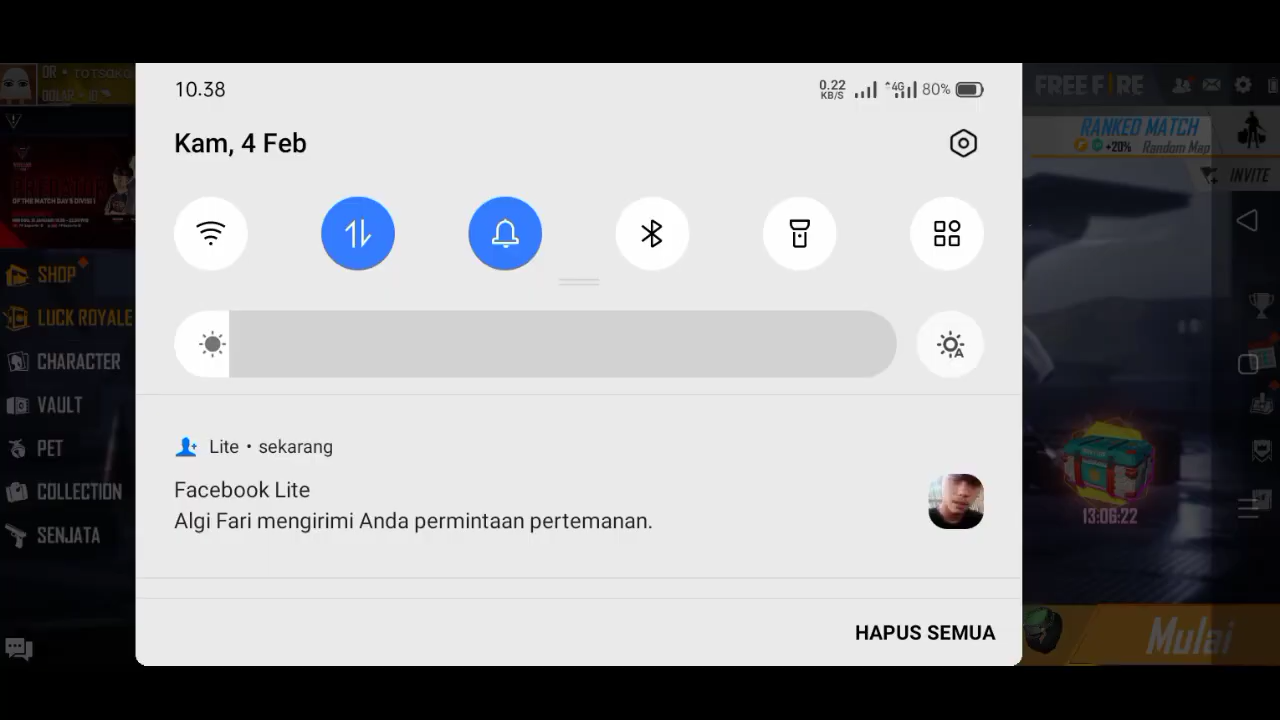 10.38
0.22
KB/S
4G
80%
Kam, 4 Feb
Lite • sekarang
Facebook Lite
Algi Fari mengirimi Anda permintaan pertemanan.
HAPUS SEMUA
SHOP
LUCK ROYALE
CHARACTER
VAULT
PET
COLLECTION
SENJATA
FREE FIRE
RANKED MATCH
+20% Random Map
INVITE
13:06:22
Mulai